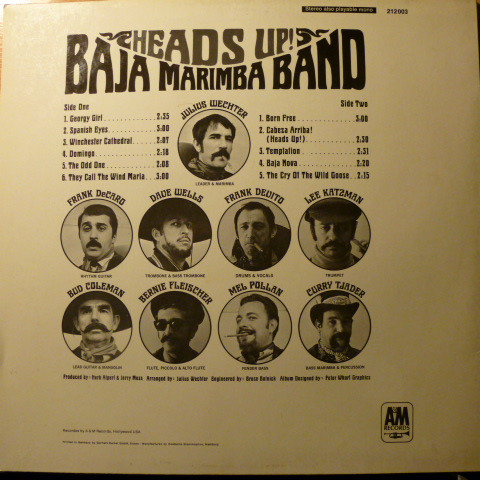 Stereo also playable mono
212 003
HEADS UP!
BAJA MARIMBA BAND
Side One
1. Georgy Girl 2:35
2. Spanish Eyes 3:00
3. Winchester Cathedral 2:07
4. Domingo 2:18
5. The Odd One 2:08
6. They Call The Wind Maria 3:00
JULIUS WECHTER
LEADER & MARIMBA
Side Two
1. Born Free 3:00
2. Cabeza Arriba!
(Heads Up!) 2:38
3. Temptation 2:31
4. Baja Nova 2:20
5. The Cry Of The Wild Goose 2:15
FRANK DeCARO
RHYTHM GUITAR
DAVE WELLS
TROMBONE & BASS TROMBONE
FRANK DEVITO
DRUMS & VOCALS
LEE KATZMAN
TRUMPET
BUD COLEMAN
LEAD GUITAR & MANDOLIN
BERNIE FLEISCHER
FLUTE, PICCOLO & ALTO FLUTE
MEL POLLAN
FENDER BASS
CURRY TJADER
BASS MARIMBA & PERCUSSION
Produced by: Herb Alpert & Jerry Moss Arranged by: Julius Wechter Engineered by: Bruce Botnick Album Designed by: Peter Whorf Graphics
A&M
RECORDS